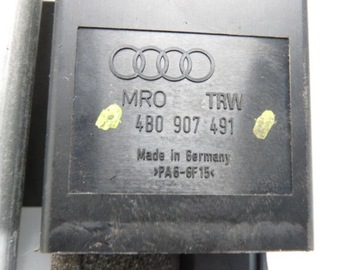 MRO TRW
4B0 907 491
Made in Germany
>PA6-GF15<